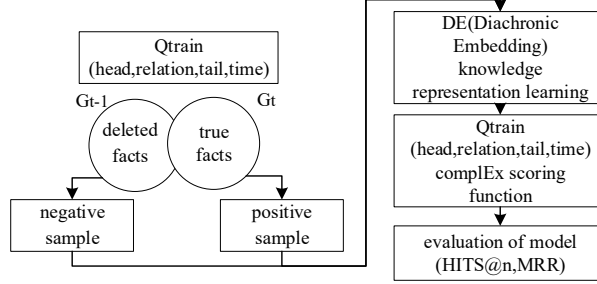 Qtrain
(head,relation,tail,time)
Gt-1
Gt
deleted
facts
true
facts
negative
sample
positive
sample
DE(Diachronic
Embedding)
knowledge
representation learning
Qtrain
(head,relation,tail,time)
complEx scoring
function
evaluation of model
(HITS@n,MRR)